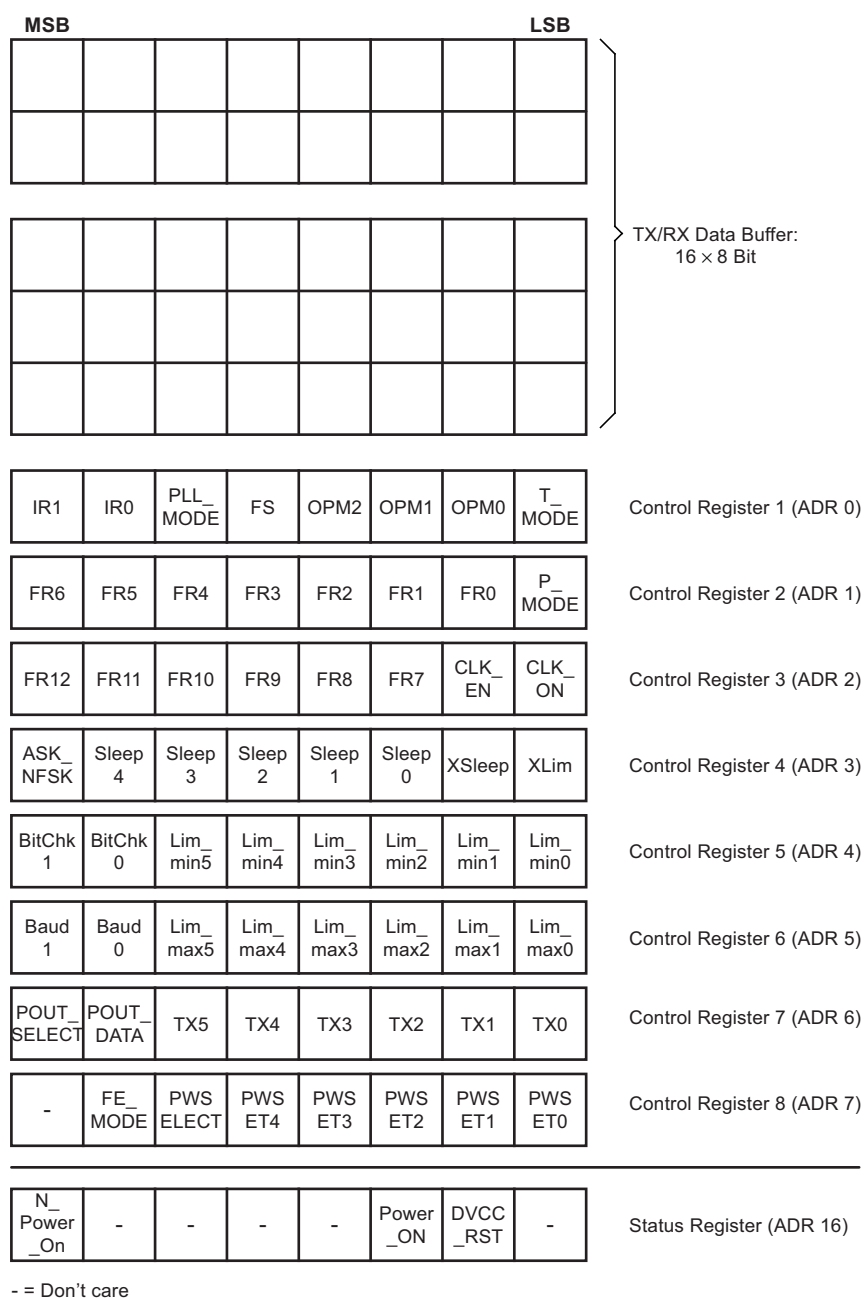 MSB LSB
TX/RX Data Buffer:
16 × 8 Bit
IR1 IR0 PLL_ MODE FS OPM2 OPM1 OPM0 T_ MODE Control Register 1 (ADR 0)
FR6 FR5 FR4 FR3 FR2 FR1 FR0 P_ MODE Control Register 2 (ADR 1)
FR12 FR11 FR10 FR9 FR8 FR7 CLK_ EN CLK_ ON Control Register 3 (ADR 2)
ASK_ NFSK Sleep 4 Sleep 3 Sleep 2 Sleep 1 Sleep 0 XSleep XLim Control Register 4 (ADR 3)
BitChk 1 BitChk 0 Lim_ min5 Lim_ min4 Lim_ min3 Lim_ min2 Lim_ min1 Lim_ min0 Control Register 5 (ADR 4)
Baud 1 Baud 0 Lim_ max5 Lim_ max4 Lim_ max3 Lim_ max2 Lim_ max1 Lim_ max0 Control Register 6 (ADR 5)
POUT_ SELECT POUT_ DATA TX5 TX4 TX3 TX2 TX1 TX0 Control Register 7 (ADR 6)
- FE_ MODE PWS ELECT PWS ET4 PWS ET3 PWS ET2 PWS ET1 PWS ET0 Control Register 8 (ADR 7)
N_ Power _On - - - - Power _ON DVCC _RST - Status Register (ADR 16)
- = Don't care